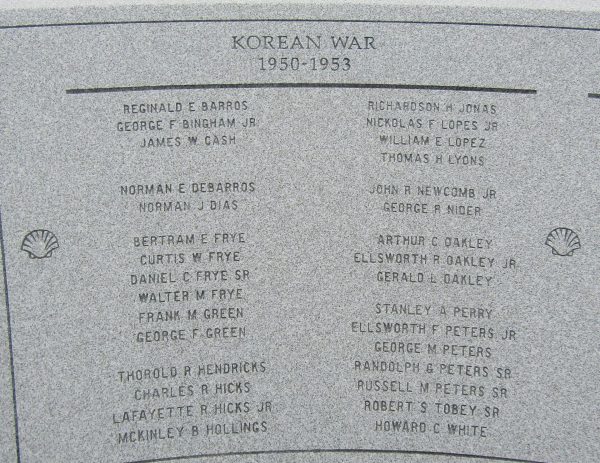 KOREAN WAR
1950-1953
REGINALD E BARROS
GEORGE F BINGHAM JR
JAMES W CASH
NORMAN E DEBARROS
NORMAN J DIAS
BERTRAM E FRYE
CURTIS W FRYE
DANIEL C FRYE SR
WALTER M FRYE
FRANK M GREEN
GEORGE F GREEN
THOROLD R HENDRICKS
CHARLES R HICKS
LAFAYETTE R HICKS JR
MCKINLEY B HOLLINGS
RICHARDSON H JONAS
NICKOLAS F LOPES JR
WILLIAM E LOPEZ
THOMAS H LYONS
JOHN R NEWCOMB JR
GEORGE R NIDER
ARTHUR C OAKLEY
ELLSWORTH R OAKLEY JR
GERALD L OAKLEY
STANLEY A PERRY
ELLSWORTH F PETERS JR
GEORGE M PETERS
RANDOLPH G PETERS SR
RUSSELL M PETERS SR
ROBERT S TOBEY SR
HOWARD C WHITE